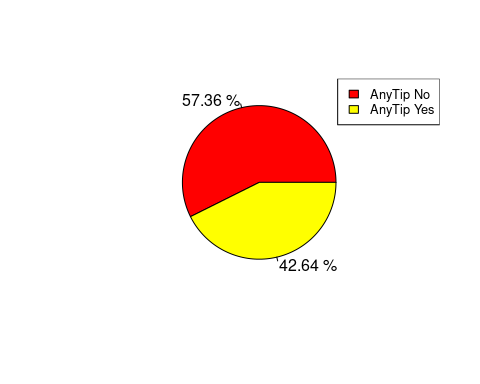 AnyTip No
AnyTip Yes
57.36 %
42.64 %